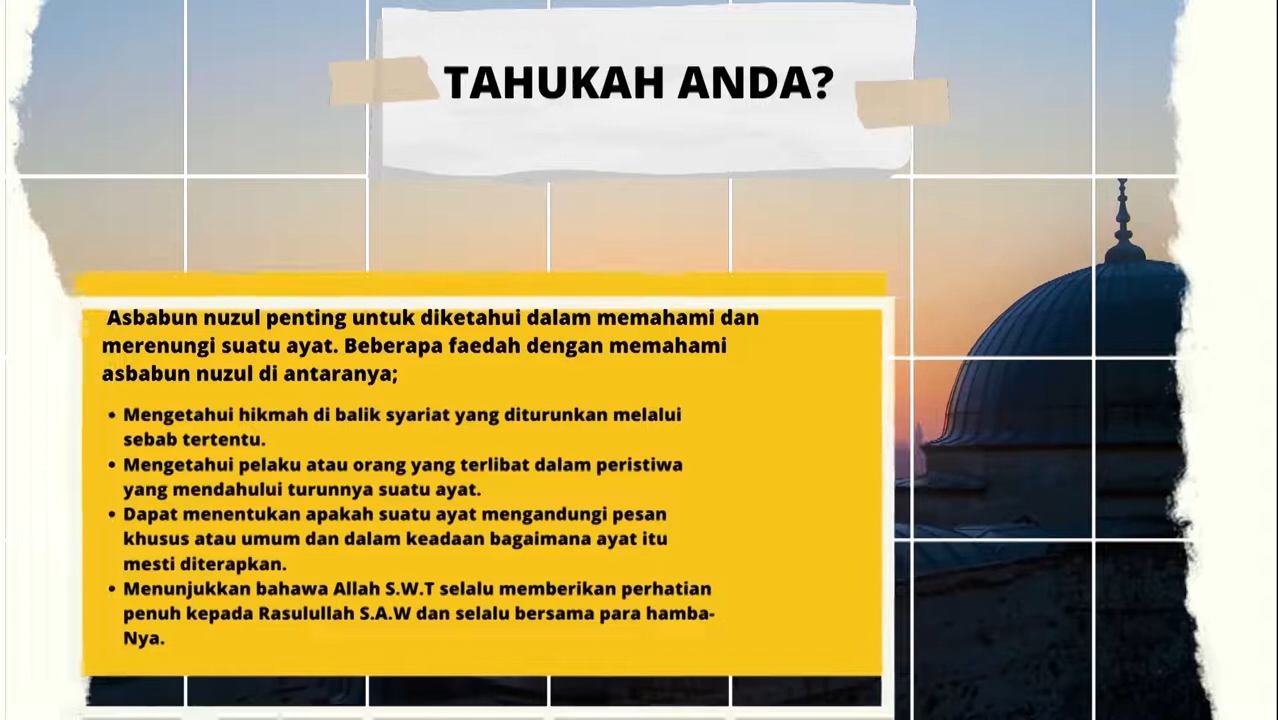 TAHUKAH ANDA?
Asbabun nuzul penting untuk diketahui dalam memahami dan
merenungi suatu ayat. Beberapa faedah dengan memahami
asbabun nuzul di antaranya;
• Mengetahui hikmah di balik syariat yang diturunkan melalui
sebab tertentu.
• Mengetahui pelaku atau orang yang terlibat dalam peristiwa
yang mendahului turunnya suatu ayat.
• Dapat menentukan apakah suatu ayat mengandungi pesan
khusus atau umum dan dalam keadaan bagaimana ayat itu
mesti diterapkan.
• Menunjukkan bahawa Allah S.W.T selalu memberikan perhatian
penuh kepada Rasulullah S.A.W dan selalu bersama para hamba-
Nya.